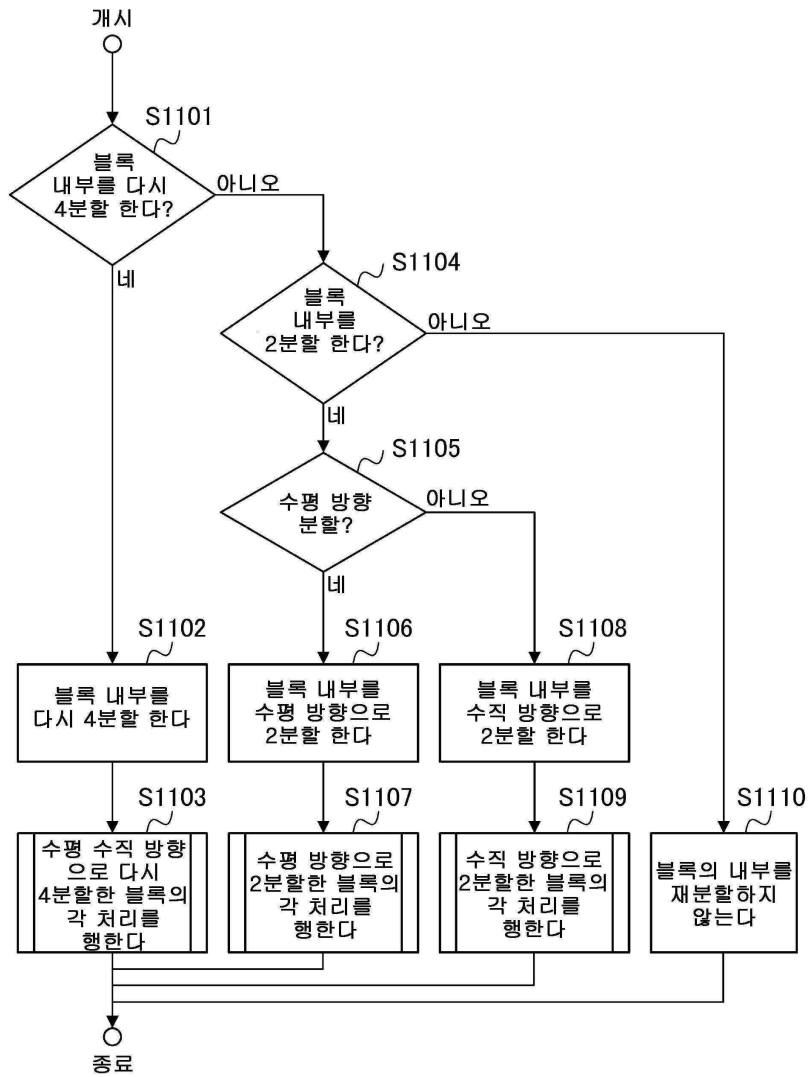 개시
S1101
블록
내부를 다시
4분할 한다?
아니오
네
S1104
블록
내부를
2분할 한다?
아니오
네
S1105
수평 방향
분할?
아니오
네
S1102
블록 내부를
다시 4분할 한다
S1106
블록 내부를
수평 방향으로
2분할 한다
S1108
블록 내부를
수직 방향으로
2분할 한다
S1103
수평 수직 방향
으로 다시
4분할한 블록의
각 처리를
행한다
S1107
수평 방향으로
2분할한 블록의
각 처리를
행한다
S1109
수직 방향으로
2분할한 블록의
각 처리를
행한다
S1110
블록의 내부를
재분할하지
않는다
종료